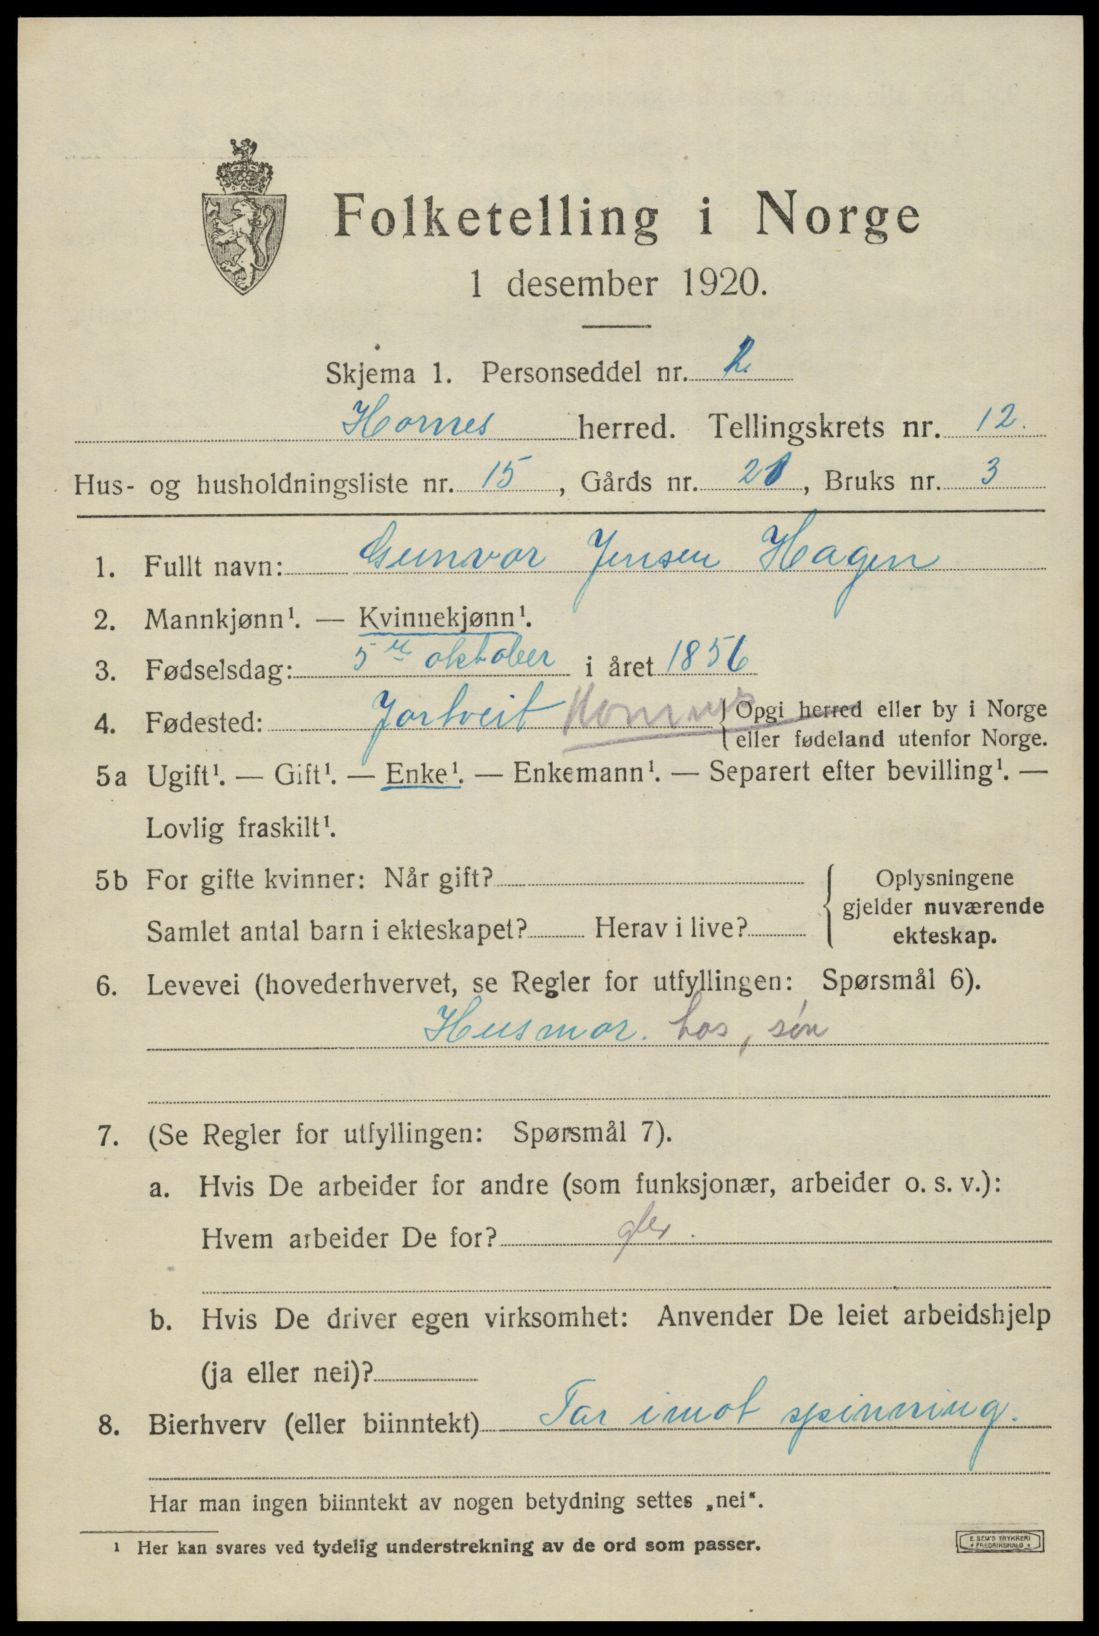 Folketelling i Norge
1 desember 1920.
Skjema 1. Personseddel nr. 2
Hornnes herred. Tellingskrets nr. 12.
Hus- og husholdningsliste nr. 15, Gårds nr. 21, Bruks nr. 3
1. Fullt navn: Gunvor Jensen Hagen
2. Mannkjønn¹. — Kvinnekjønn¹.
3. Fødselsdag: 5te oktober i året 1856
4. Fødested: Jortveit Hornnes { Opgi herred eller by i Norge
eller fødeland utenfor Norge.
5a Ugift¹. — Gift¹. — Enke¹. — Enkemann¹. — Separert efter bevilling¹. —
Lovlig fraskilt¹.
5b For gifte kvinner: Når gift? { Oplysningene
gjelder nuværende
Samlet antal barn i ekteskapet? Herav i live? ekteskap.
6. Levevei (hovederhvervet, se Regler for utfyllingen: Spørsmål 6).
Husmor. hos, søn
7. (Se Regler for utfyllingen: Spørsmål 7).
a. Hvis De arbeider for andre (som funksjonær, arbeider o. s. v.):
Hvem arbeider De for?
b. Hvis De driver egen virksomhet: Anvender De leiet arbeidshjelp
(ja eller nei)?
8. Bierhverv (eller biinntekt) Tar imot spinning.
Har man ingen biinntekt av nogen betydning settes „nei“.
¹ Her kan svares ved tydelig understrekning av de ord som passer.
E. SEM'S TRYKKERI
FREDRIKSHALD